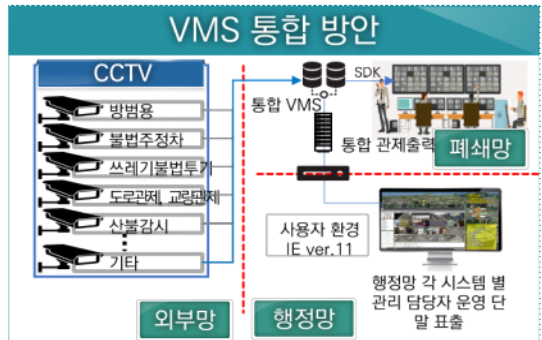 VMS 통합 방안
CCTV
방범용
불법주정차
쓰레기불법투기
도로관제, 교량관제
산불감시
기타
외부망
통합 VMS
SDK
통합 관제출력
폐쇄망
사용자 환경
IE ver.11
행정망 각 시스템 별
관리 담당자 운영 단
말 표출
행정망